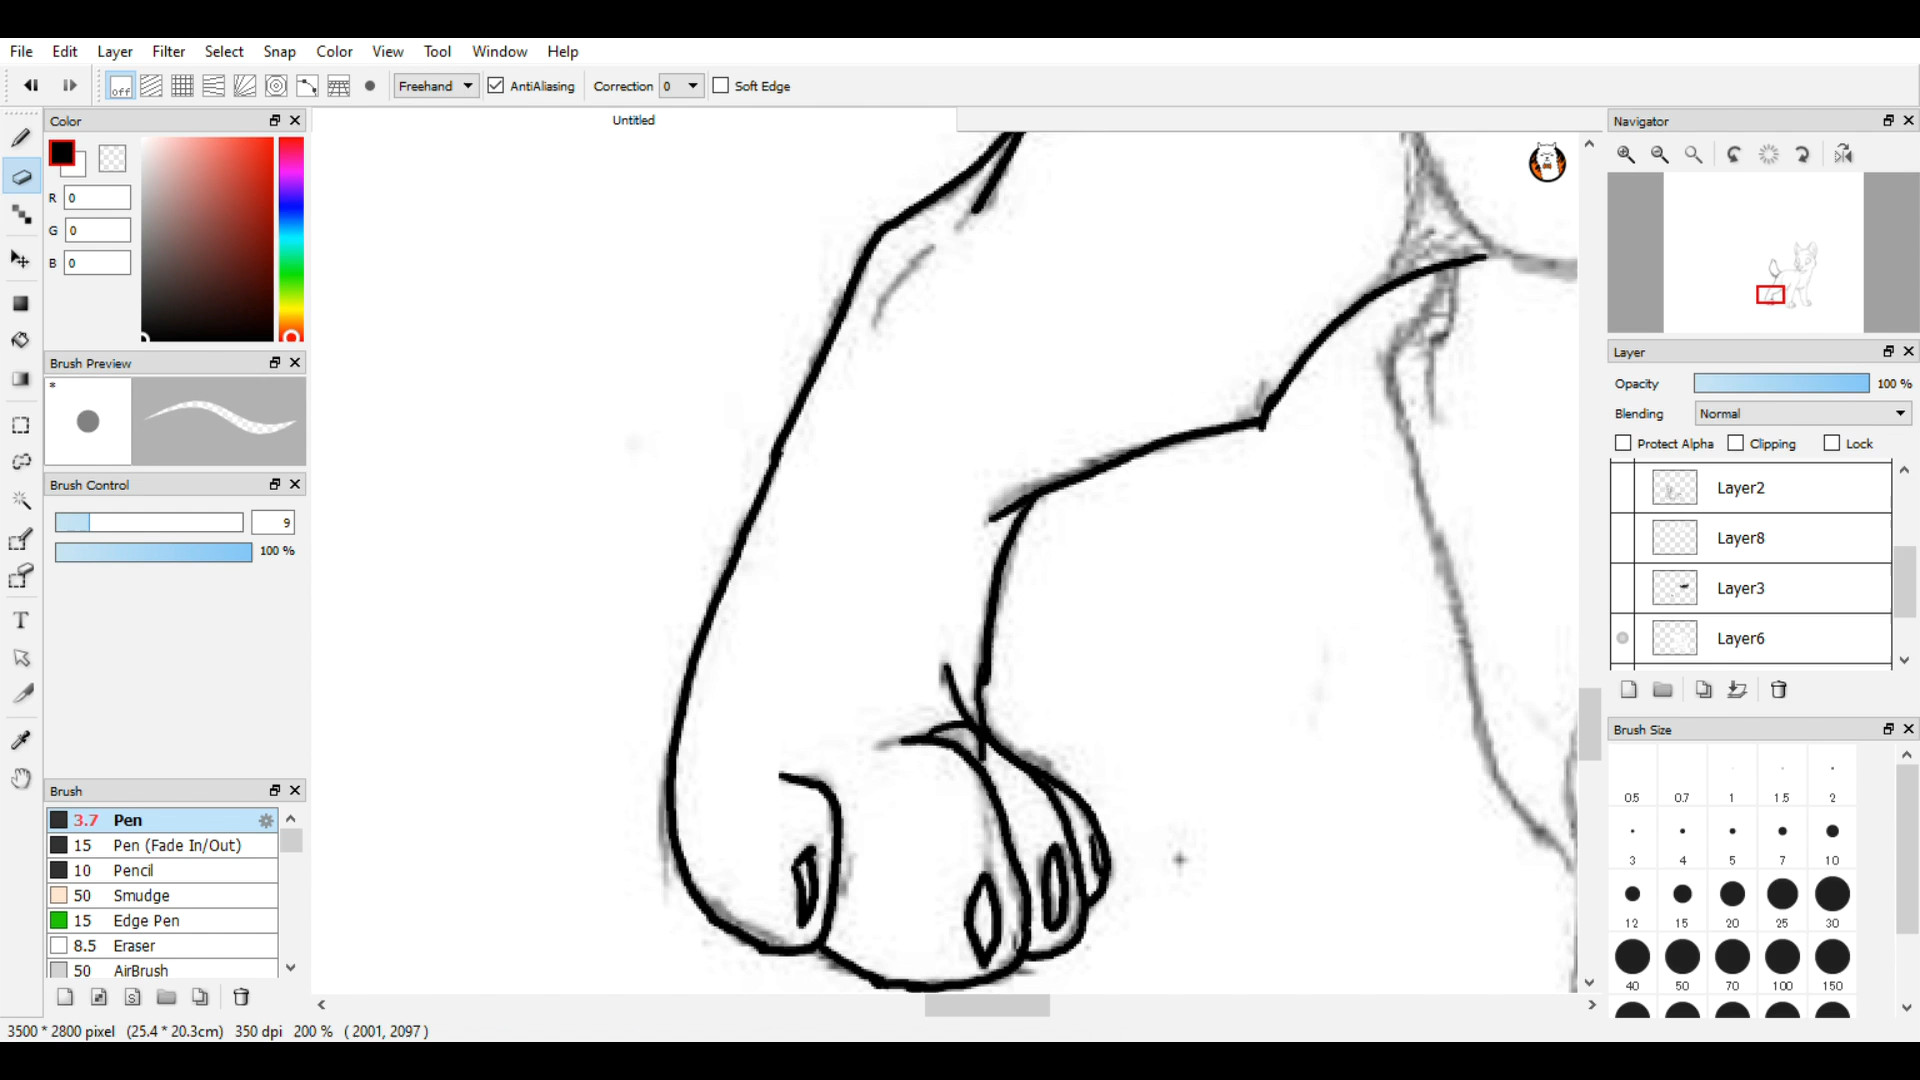 File Edit Layer Filter Select Snap Color View Tool Window Help
off Freehand AntiAliasing Correction 0 Soft Edge
Color
Untitled
Navigator
R 0
G 0
B 0
Brush Preview
*
Brush Control
9
100 %
Layer
Opacity 100 %
Blending Normal
Protect Alpha Clipping Lock
Layer2
Layer8
Layer3
Layer6
Brush
3.7 Pen
15 Pen (Fade In/Out)
10 Pencil
50 Smudge
15 Edge Pen
8.5 Eraser
50 AirBrush
Brush Size
0.5 0.7 1 1.5 2
3 4 5 7 10
12 15 20 25 30
40 50 70 100 150
3500 * 2800 pixel (25.4 * 20.3cm) 350 dpi 200 % ( 2001, 2097 )